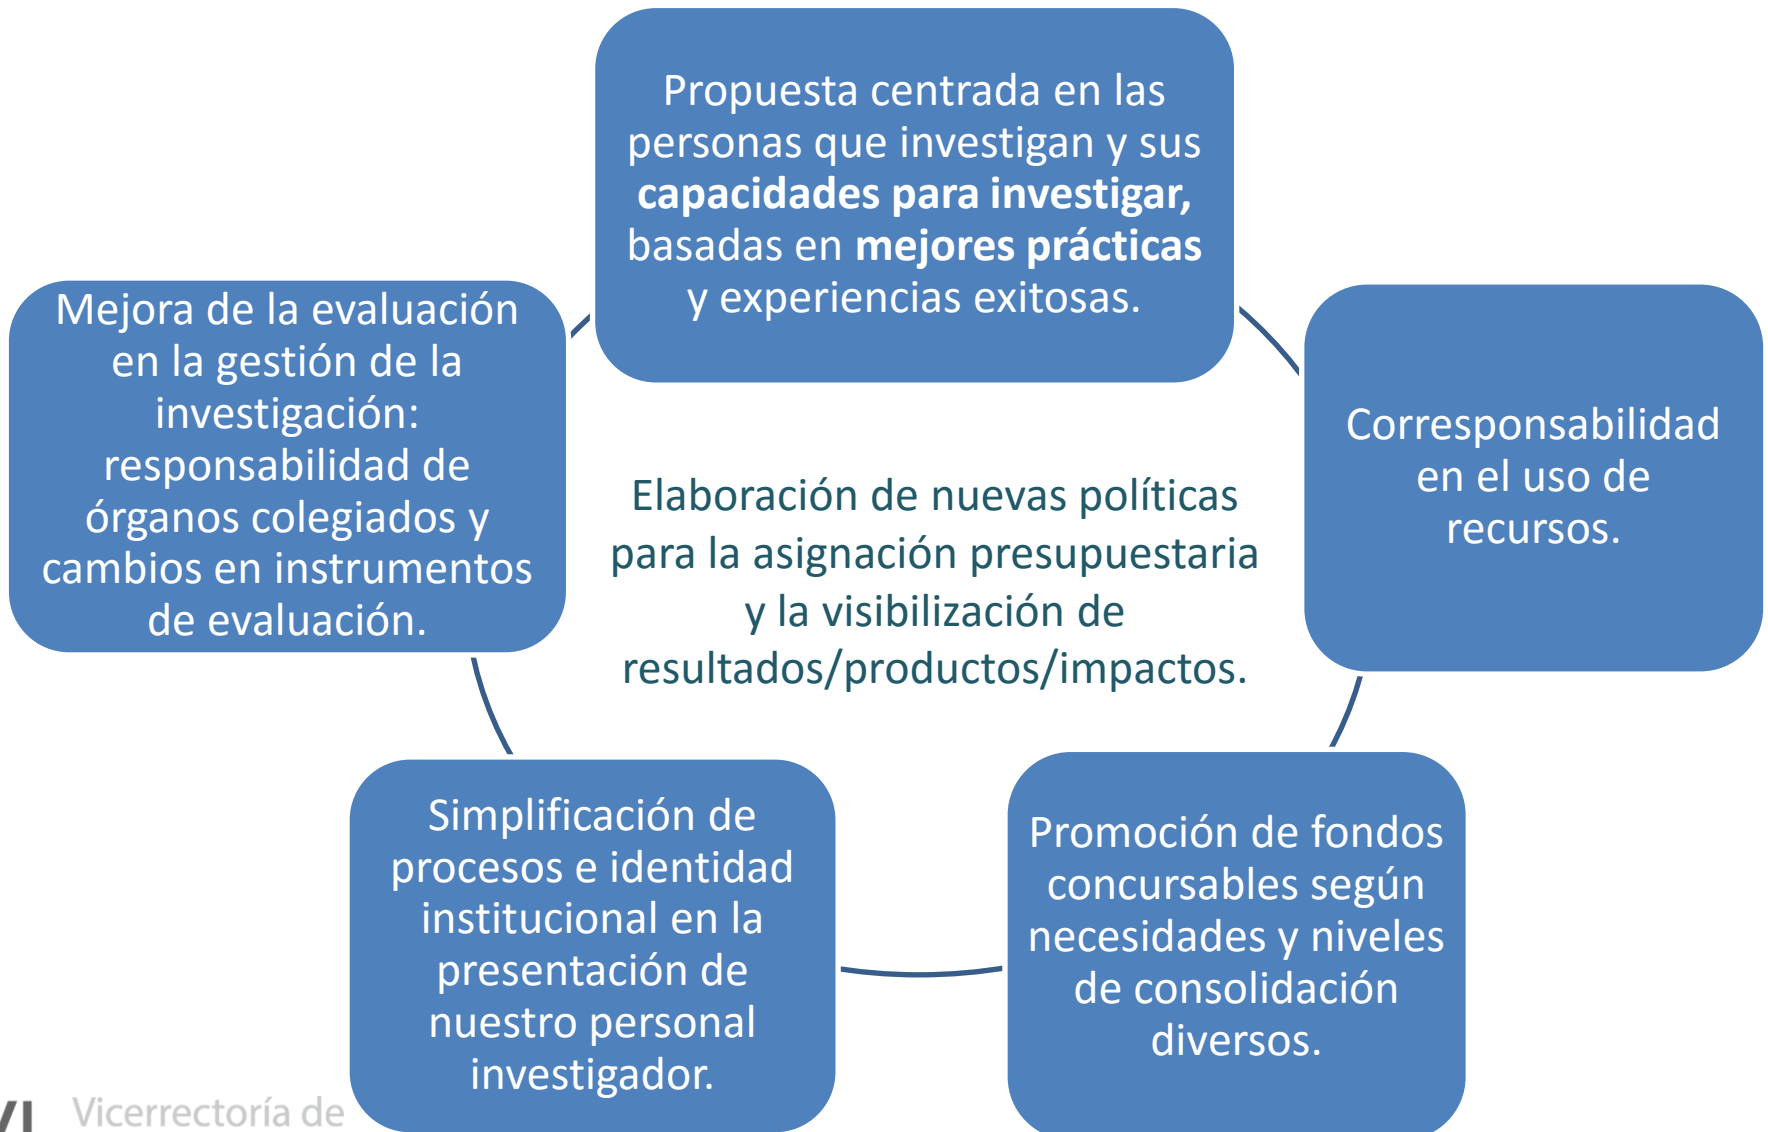 Propuesta centrada en las
personas que investigan y sus
capacidades para investigar,
basadas en mejores prácticas
y experiencias exitosas.
Mejora de la evaluación
en la gestión de la
investigación:
responsabilidad de
órganos colegiados y
cambios en instrumentos
de evaluación.
Corresponsabilidad
en el uso de
recursos.
Elaboración de nuevas políticas
para la asignación presupuestaria
y la visibilización de
resultados/productos/impactos.
Simplificación de
procesos e identidad
institucional en la
presentación de
nuestro personal
investigador.
Promoción de fondos
concursables según
necesidades y niveles
de consolidación
diversos.
Vicerrectoría de